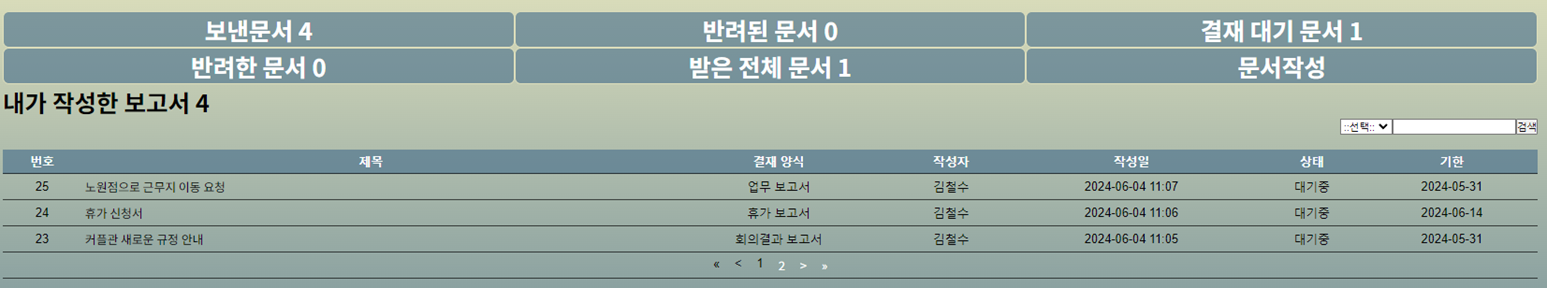 보낸문서 4 반려된 문서 0 결재 대기 문서 1
반려한 문서 0 받은 전체 문서 1 문서작성
내가 작성한 보고서 4
::선택:: 검색
번호 제목 결재 양식 작성자 작성일 상태 기한
25 노원점으로 근무지 이동 요청 업무 보고서 김철수 2024-06-04 11:07 대기중 2024-05-31
24 휴가 신청서 휴가 보고서 김철수 2024-06-04 11:06 대기중 2024-06-14
23 커플관 새로운 규정 안내 회의결과 보고서 김철수 2024-06-04 11:05 대기중 2024-05-31
« < 1 2 > »